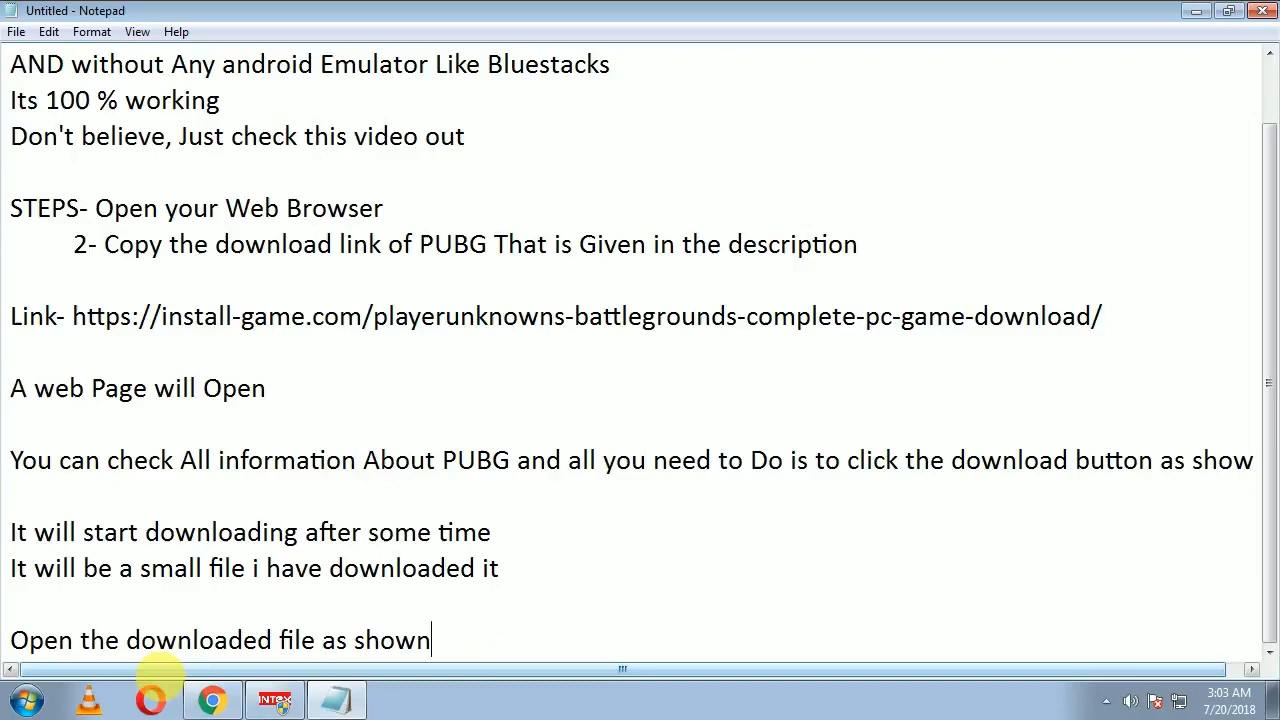 Untitled - Notepad
File Edit Format View Help
AND without Any android Emulator Like Bluestacks
Its 100 % working
Don't believe, Just check this video out
STEPS- Open your Web Browser
2- Copy the download link of PUBG That is Given in the description
Link- https://install-game.com/playerunknowns-battlegrounds-complete-pc-game-download/
A web Page will Open
You can check All information About PUBG and all you need to Do is to click the download button as show
It will start downloading after some time
It will be a small file i have downloaded it
Open the downloaded file as shown
INTEX
3:03 AM
7/20/2018